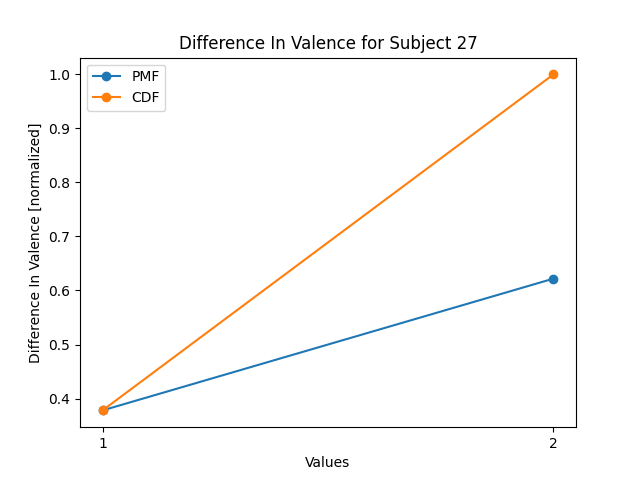 Difference In Valence for Subject 27
PMF
CDF
1.0
0.9
0.8
0.7
0.6
0.5
0.4
Difference In Valence [normalized]
1
2
Values